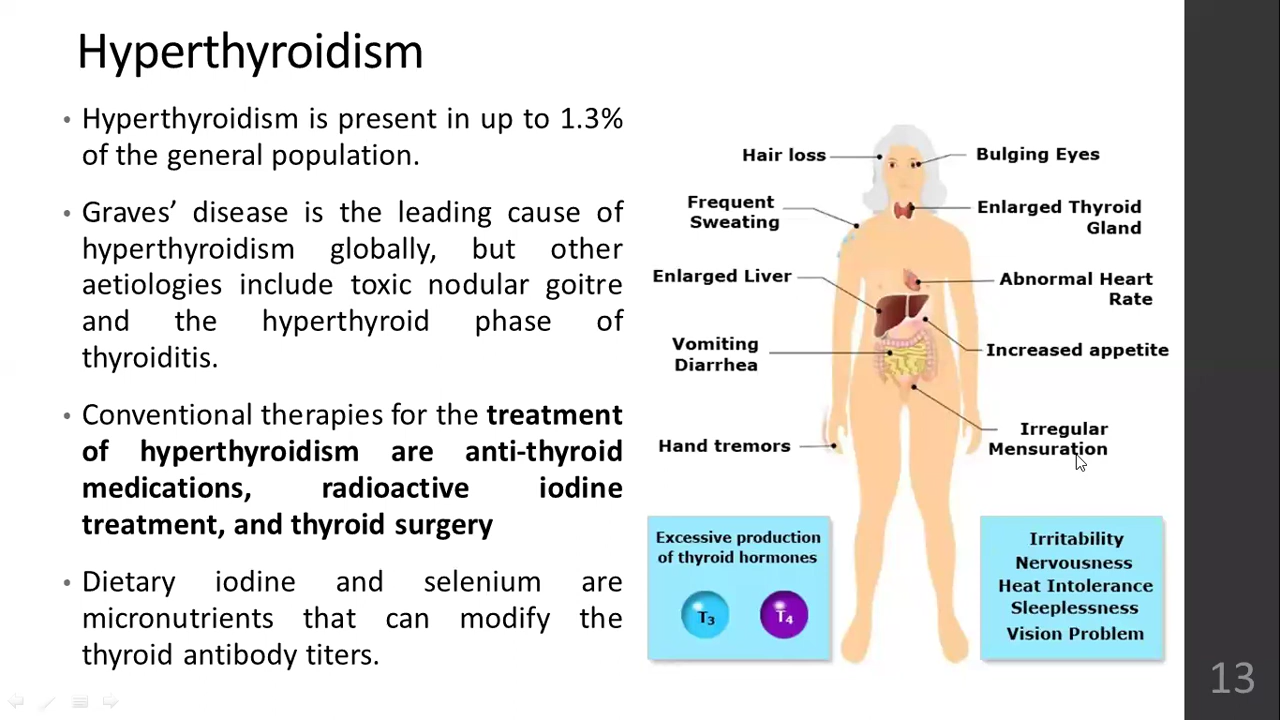 Hyperthyroidism
• Hyperthyroidism is present in up to 1.3%
of the general population.
• Graves’ disease is the leading cause of
hyperthyroidism globally, but other
aetiologies include toxic nodular goitre
and the hyperthyroid phase of
thyroiditis.
• Conventional therapies for the treatment
of hyperthyroidism are anti-thyroid
medications, radioactive iodine
treatment, and thyroid surgery
• Dietary iodine and selenium are
micronutrients that can modify the
thyroid antibody titers.
Hair loss
Bulging Eyes
Frequent
Sweating
Enlarged Thyroid
Gland
Enlarged Liver
Abnormal Heart
Rate
Vomiting
Diarrhea
Increased appetite
Hand tremors
Irregular
Mensuration
Excessive production
of thyroid hormones
T3
T4
Irritability
Nervousness
Heat Intolerance
Sleeplessness
Vision Problem
13